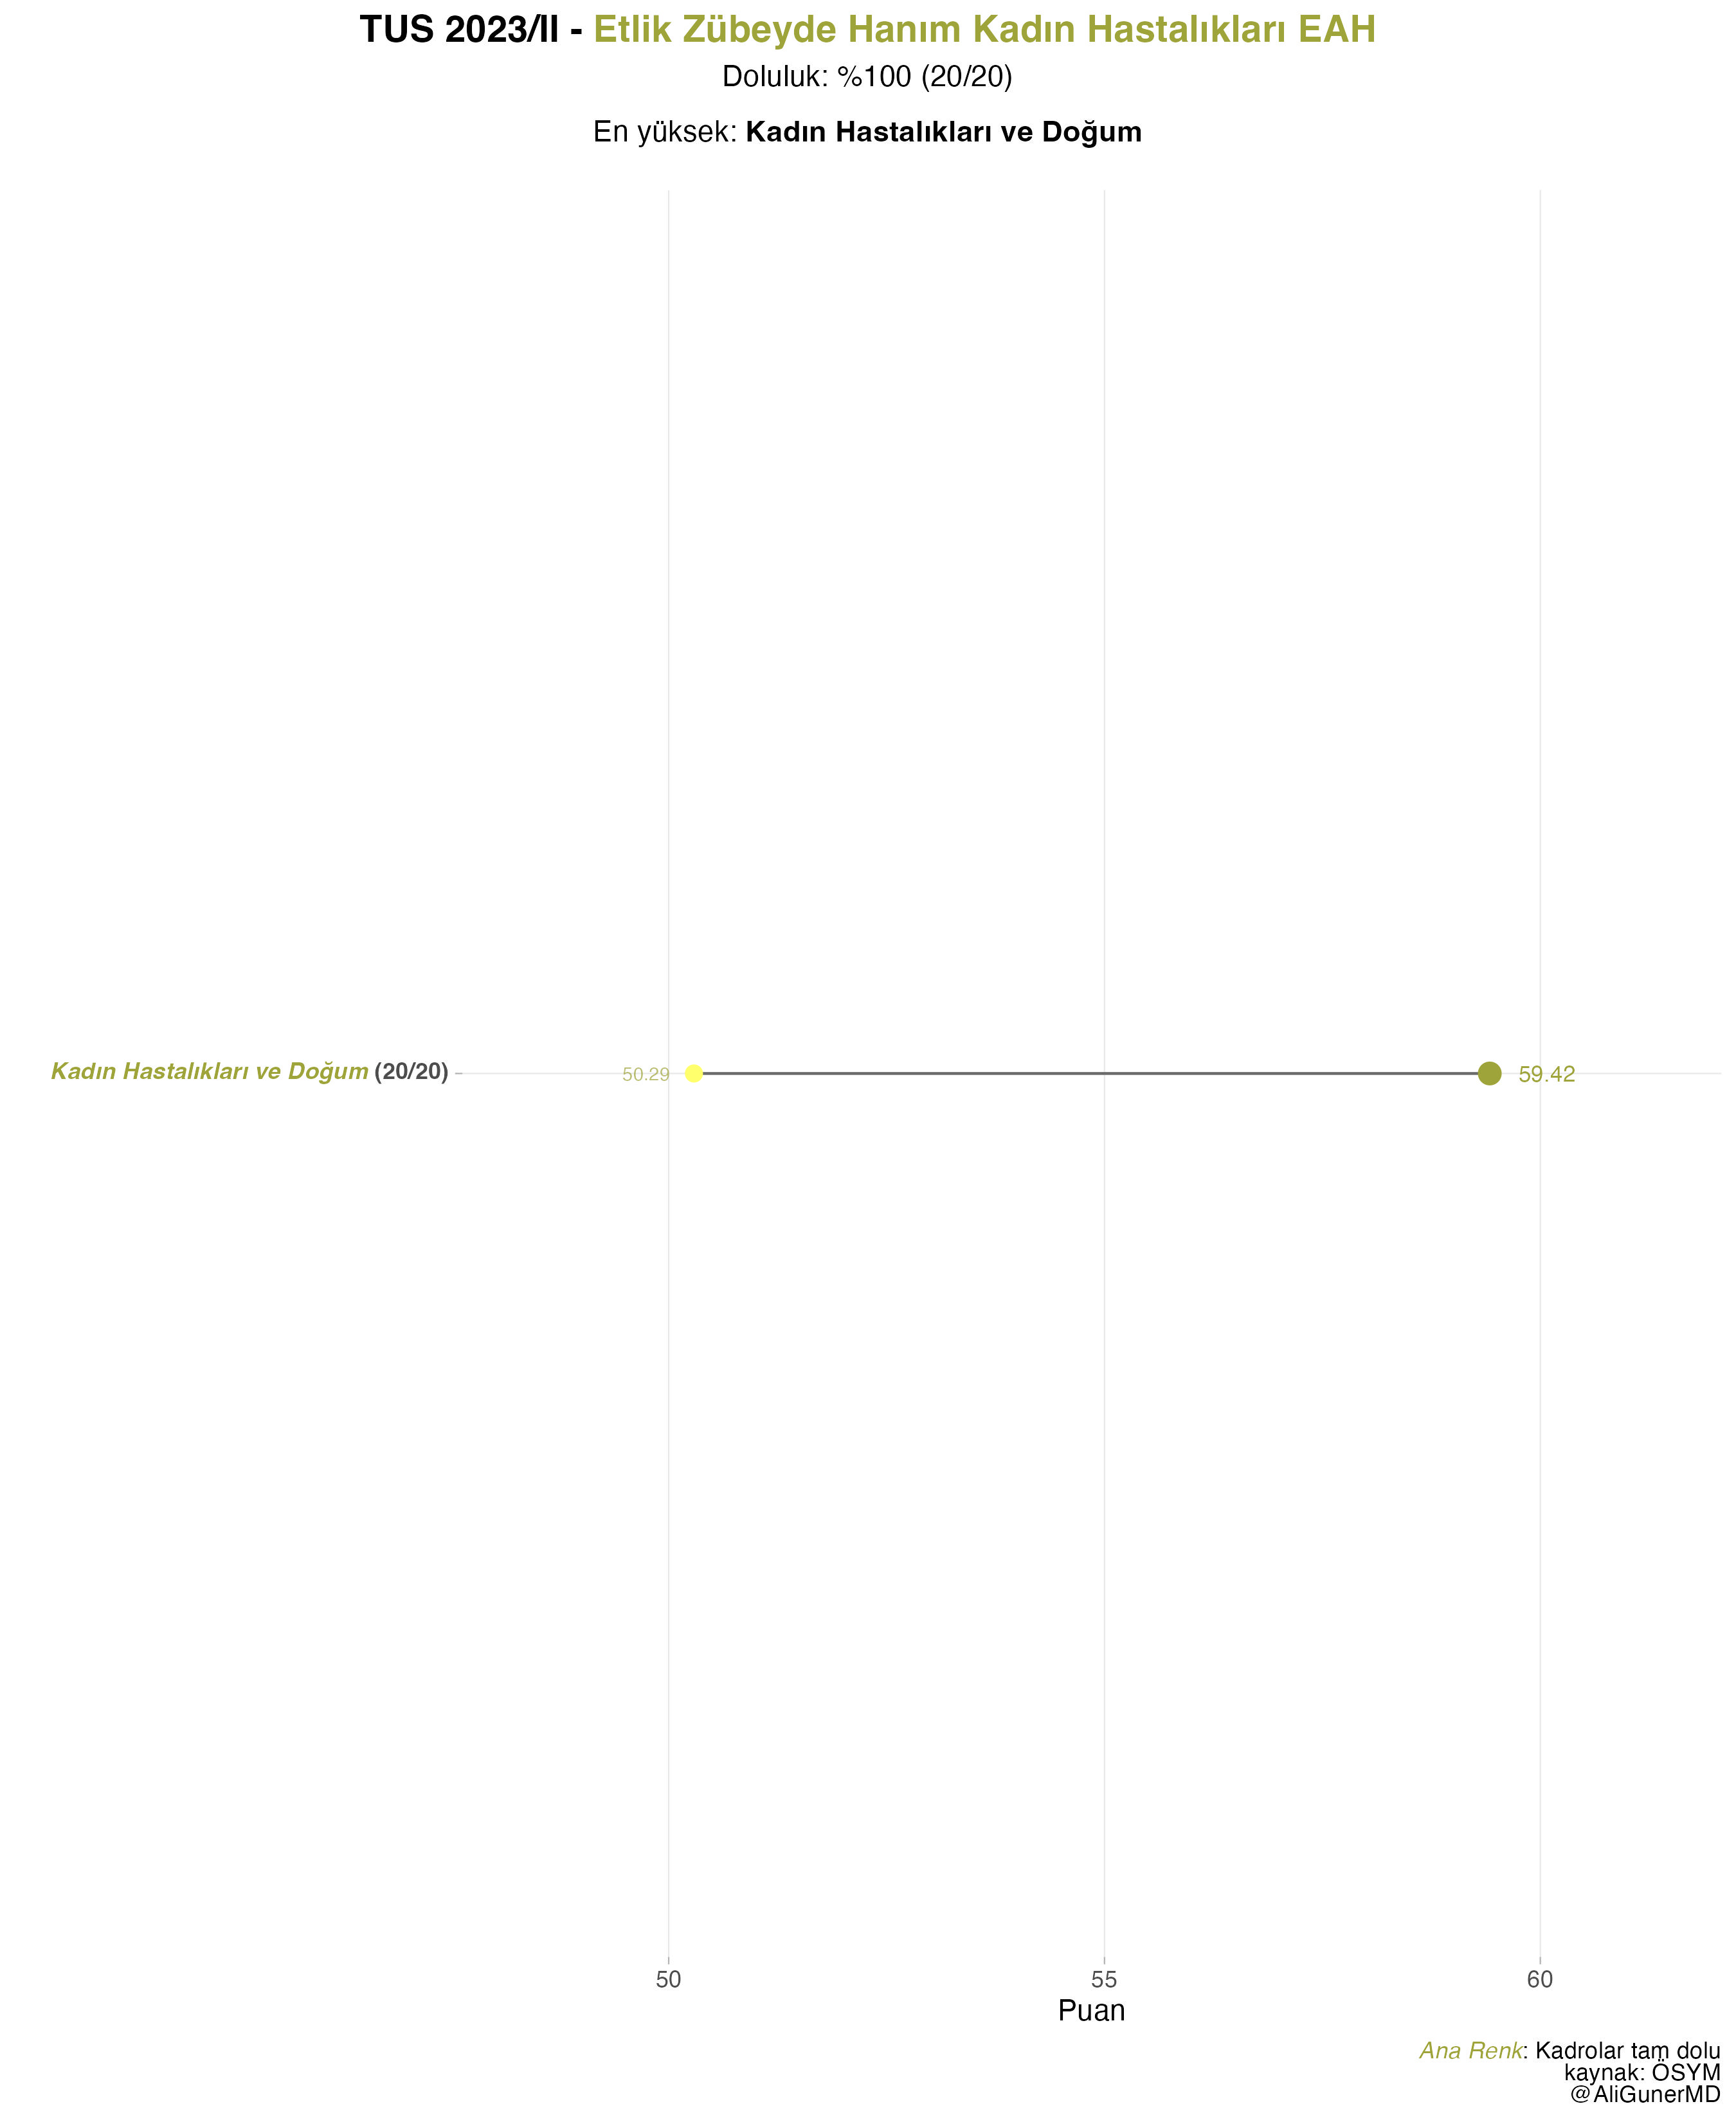 TUS 2023/II - Etlik Zübeyde Hanım Kadın Hastalıkları EAH
Doluluk: %100 (20/20)
En yüksek: Kadın Hastalıkları ve Doğum
Kadın Hastalıkları ve Doğum (20/20)
50.29
59.42
50
55
60
Puan
Ana Renk: Kadrolar tam dolu
kaynak: ÖSYM
@AliGunerMD